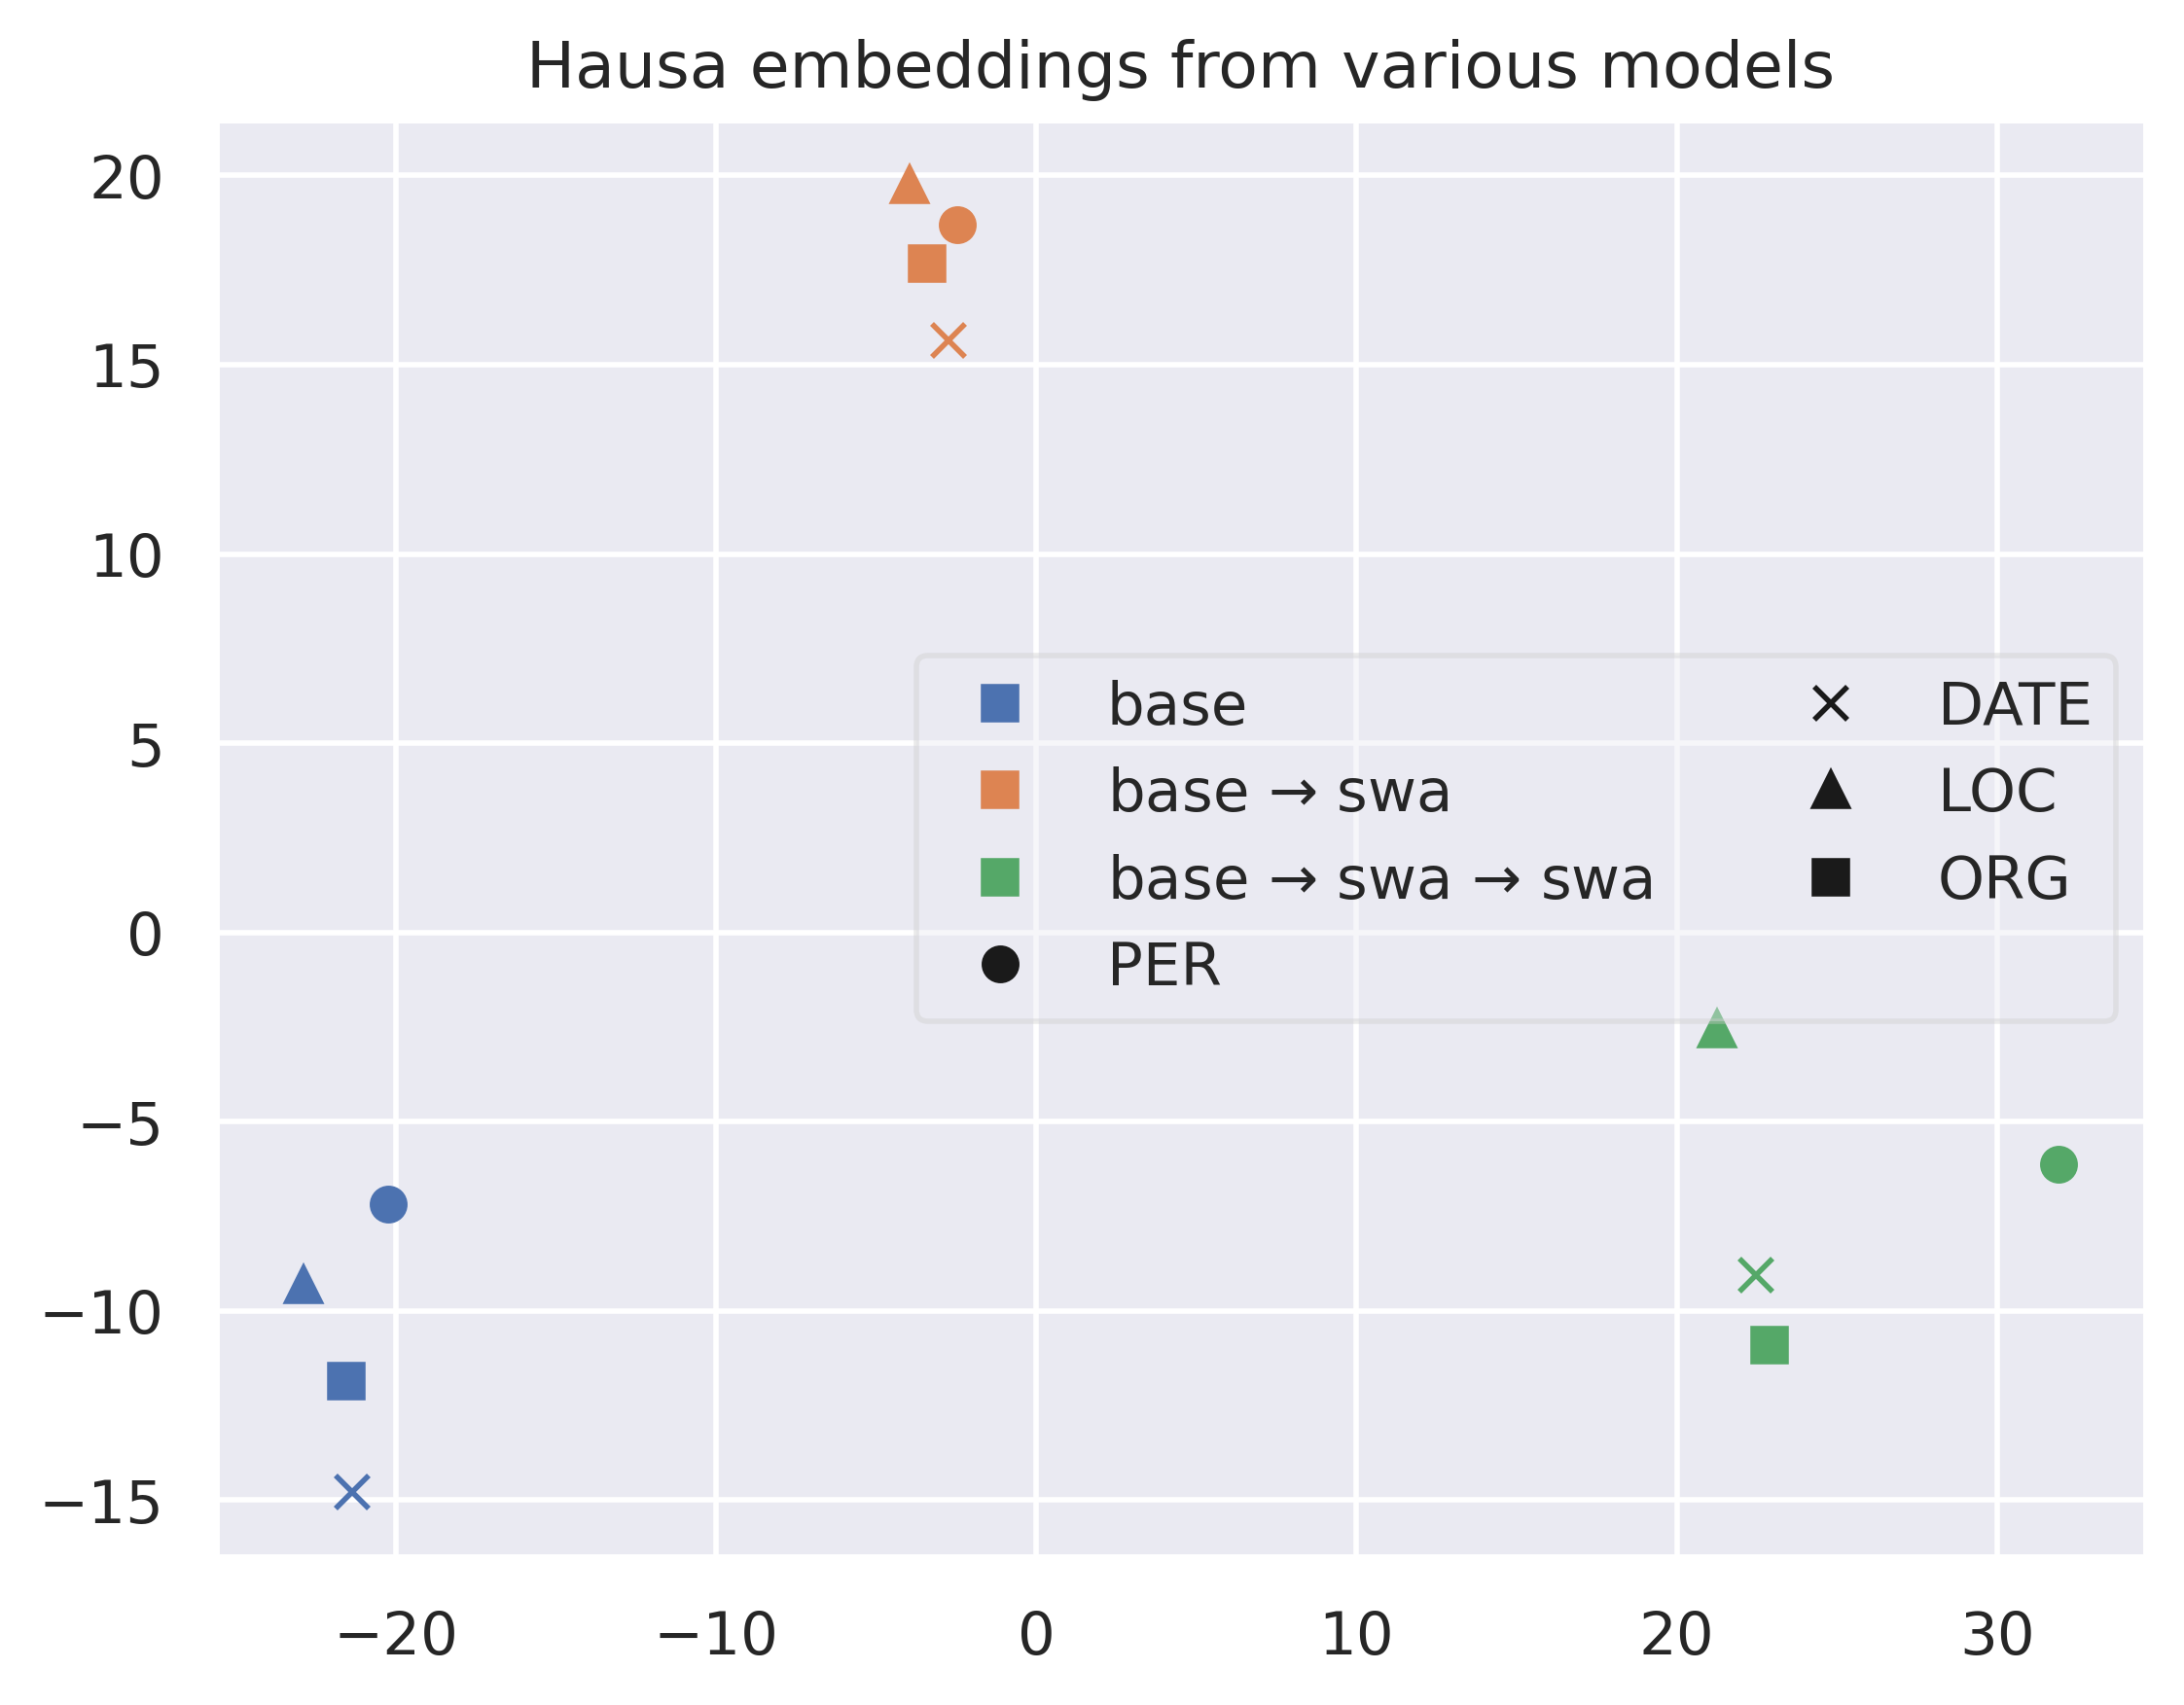 Hausa embeddings from various models
20
15
10
5
0
−5
−10
−15
base
base → swa
base → swa → swa
PER
DATE
LOC
ORG
−20
−10
0
10
20
30